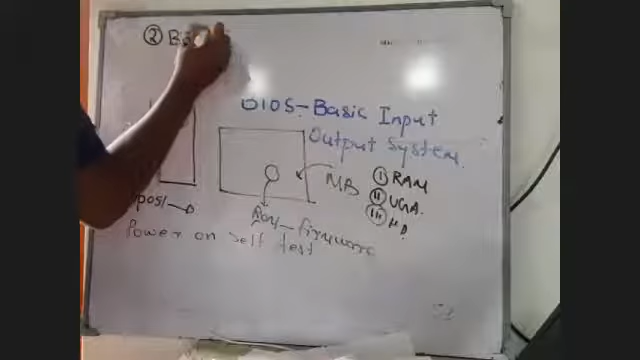 ② Bo
BIOS - Basic Input
Output System
MB
① RAM
② VGA
③ H D
POST →
ROM - firmware
Power on self test